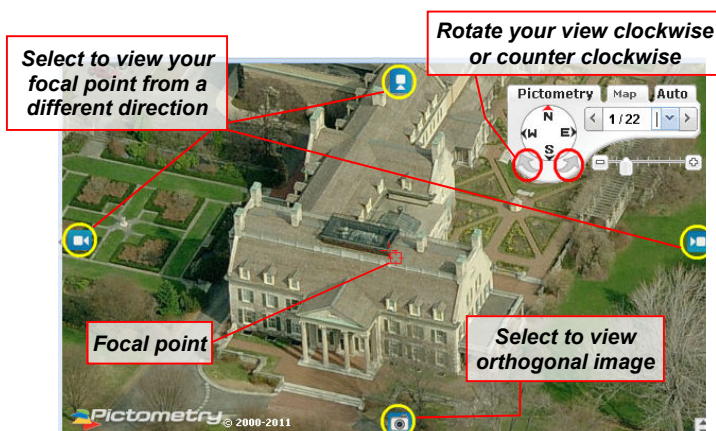 Rotate your view clockwise
or counter clockwise
Select to view your
focal point from a
different direction
Pictometry
Map
Auto
N
W
E
S
1/22
Focal point
Select to view
orthogonal image
Pictometry © 2000-2011